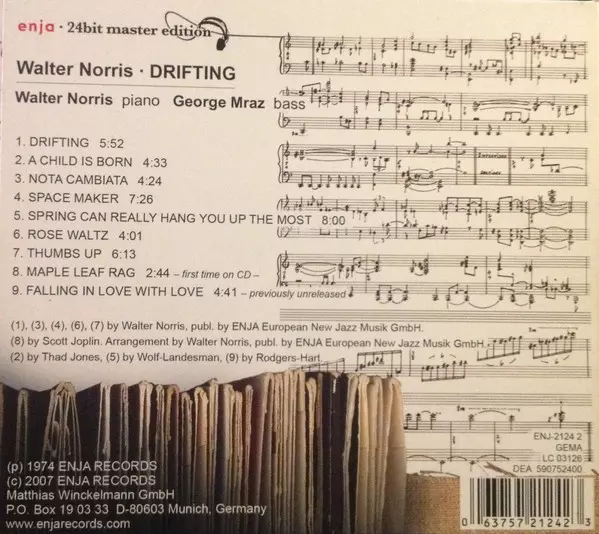 enja · 24bit master edition
Walter Norris · DRIFTING
Walter Norris piano George Mraz bass
1. DRIFTING 5:52
2. A CHILD IS BORN 4:33
3. NOTA CAMBIATA 4:24
4. SPACE MAKER 7:26
5. SPRING CAN REALLY HANG YOU UP THE MOST 8:00
6. ROSE WALTZ 4:01
7. THUMBS UP 6:13
8. MAPLE LEAF RAG 2:44 – first time on CD –
9. FALLING IN LOVE WITH LOVE 4:41 – previously unreleased
(1), (3), (4), (6), (7) by Walter Norris, publ. by ENJA European New Jazz Musik GmbH.
(8) by Scott Joplin. Arrangement by Walter Norris, publ. by ENJA European New Jazz Musik GmbH.
(2) by Thad Jones, (5) by Wolf-Landesman, (9) by Rodgers-Hart.
ENJ-2124 2
GEMA
LC 03126
DEA 590752400
(p) 1974 ENJA RECORDS
(c) 2007 ENJA RECORDS
Matthias Winckelmann GmbH
P.O. Box 19 03 33 D-80603 Munich, Germany
www.enjarecords.com
0 63757 21242 3